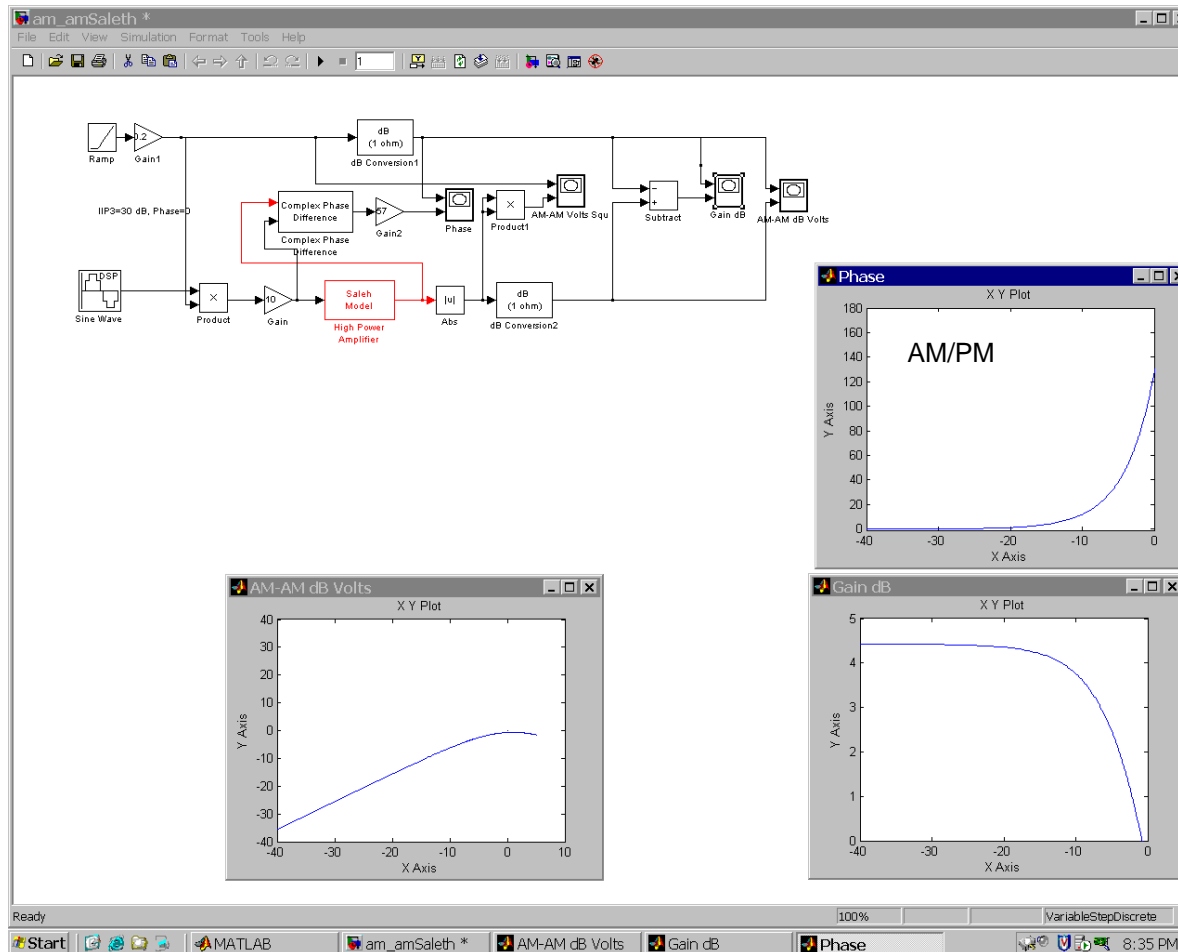 am_amSaleth *
File Edit View Simulation Format Tools Help
1
Ramp
0.2
Gain1
dB
(1 ohm)
dB Conversion1
IIP3=30 dB, Phase=0
Complex Phase
Difference
Complex Phase
Difference
57
Gain2
Phase
×
Product1
AM-AM Volts Squ
−
+
Subtract
Gain dB
AM-AM dB Volts
DSP
Sine Wave
×
Product
10
Gain
Saleh
Model
High Power
Amplifier
|u|
Abs
dB
(1 ohm)
dB Conversion2
Phase
X Y Plot
180
160
140
120
100
80
60
40
20
0
Y Axis
AM/PM
-40 -30 -20 -10 0
X Axis
AM-AM dB Volts
X Y Plot
40
30
20
10
0
-10
-20
-30
-40
Y Axis
-40 -30 -20 -10 0 10
X Axis
Gain dB
X Y Plot
5
4
3
2
1
0
Y Axis
-40 -30 -20 -10 0
X Axis
Ready 100% VariableStepDiscrete
Start MATLAB am_amSaleth * AM-AM dB Volts Gain dB Phase 8:35 PM